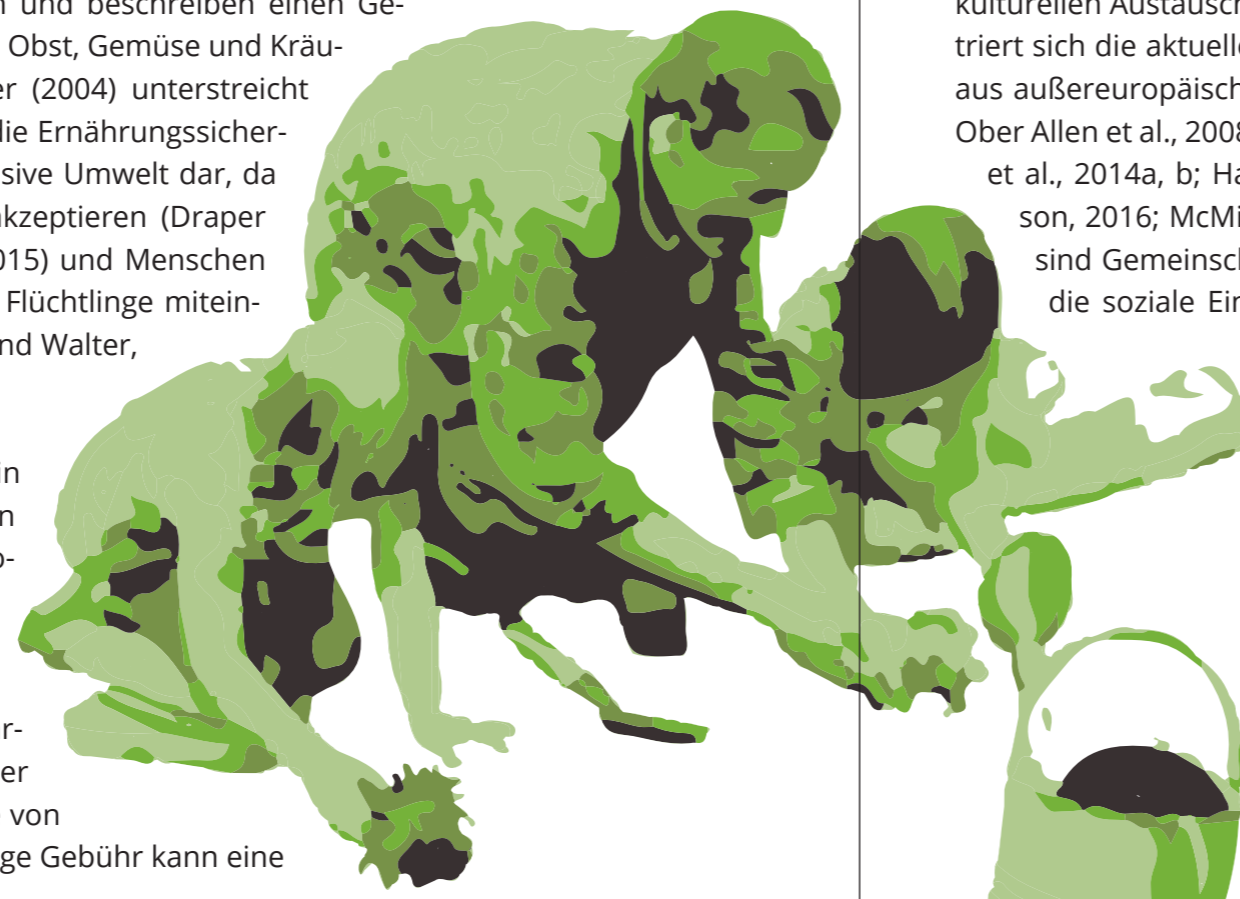 n und beschreiben einen Ge-
Obst, Gemüse und Kräu-
er (2004) unterstreicht
die Ernährungssicher-
sive Umwelt dar, da
akzeptieren (Draper
015) und Menschen
Flüchtlinge mitein-
nd Walter,
in
n
o-
r-
er
von
ge Gebühr kann eine
kulturellen Austausch
triert sich die aktuelle
aus außereuropäisch
Ober Allen et al., 2008
et al., 2014a, b; Ha
son, 2016; McMi
sind Gemeinsch
die soziale Ein